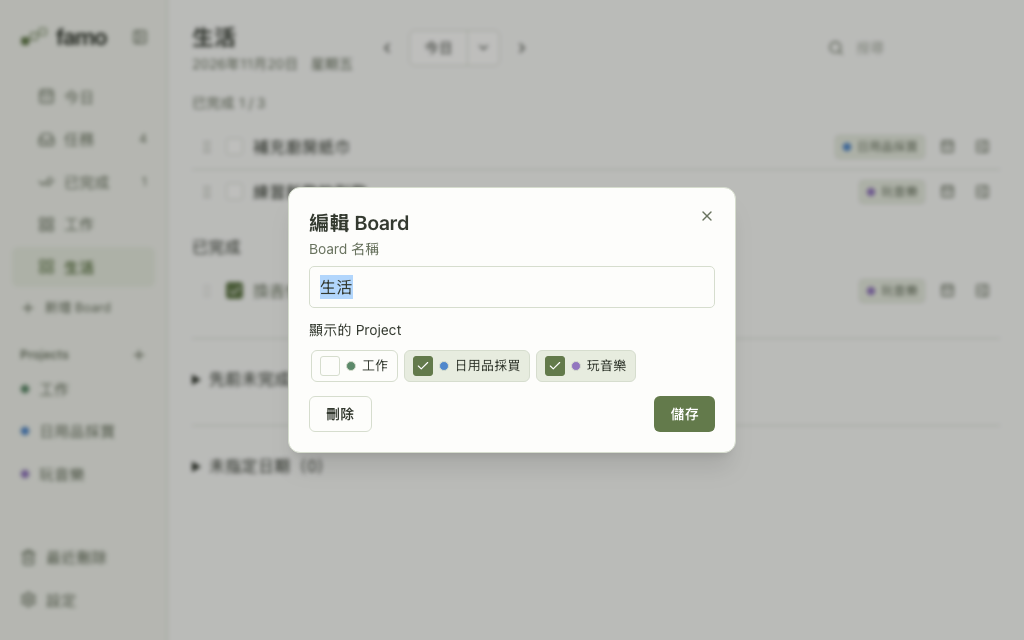 famo
今日
任務 4
已完成 1
工作
生活
新增 Board
Projects
工作
日用品採買
玩音樂
最近刪除
設定
生活
2026年11月20日 星期五
今日
搜尋
已完成 1 / 3
補充廚房紙巾
日用品採買
玩音樂
已完成
玩音樂
先前未完成
未指定日期（0）
編輯 Board
Board 名稱
生活
顯示的 Project
工作 日用品採買 玩音樂
刪除 儲存